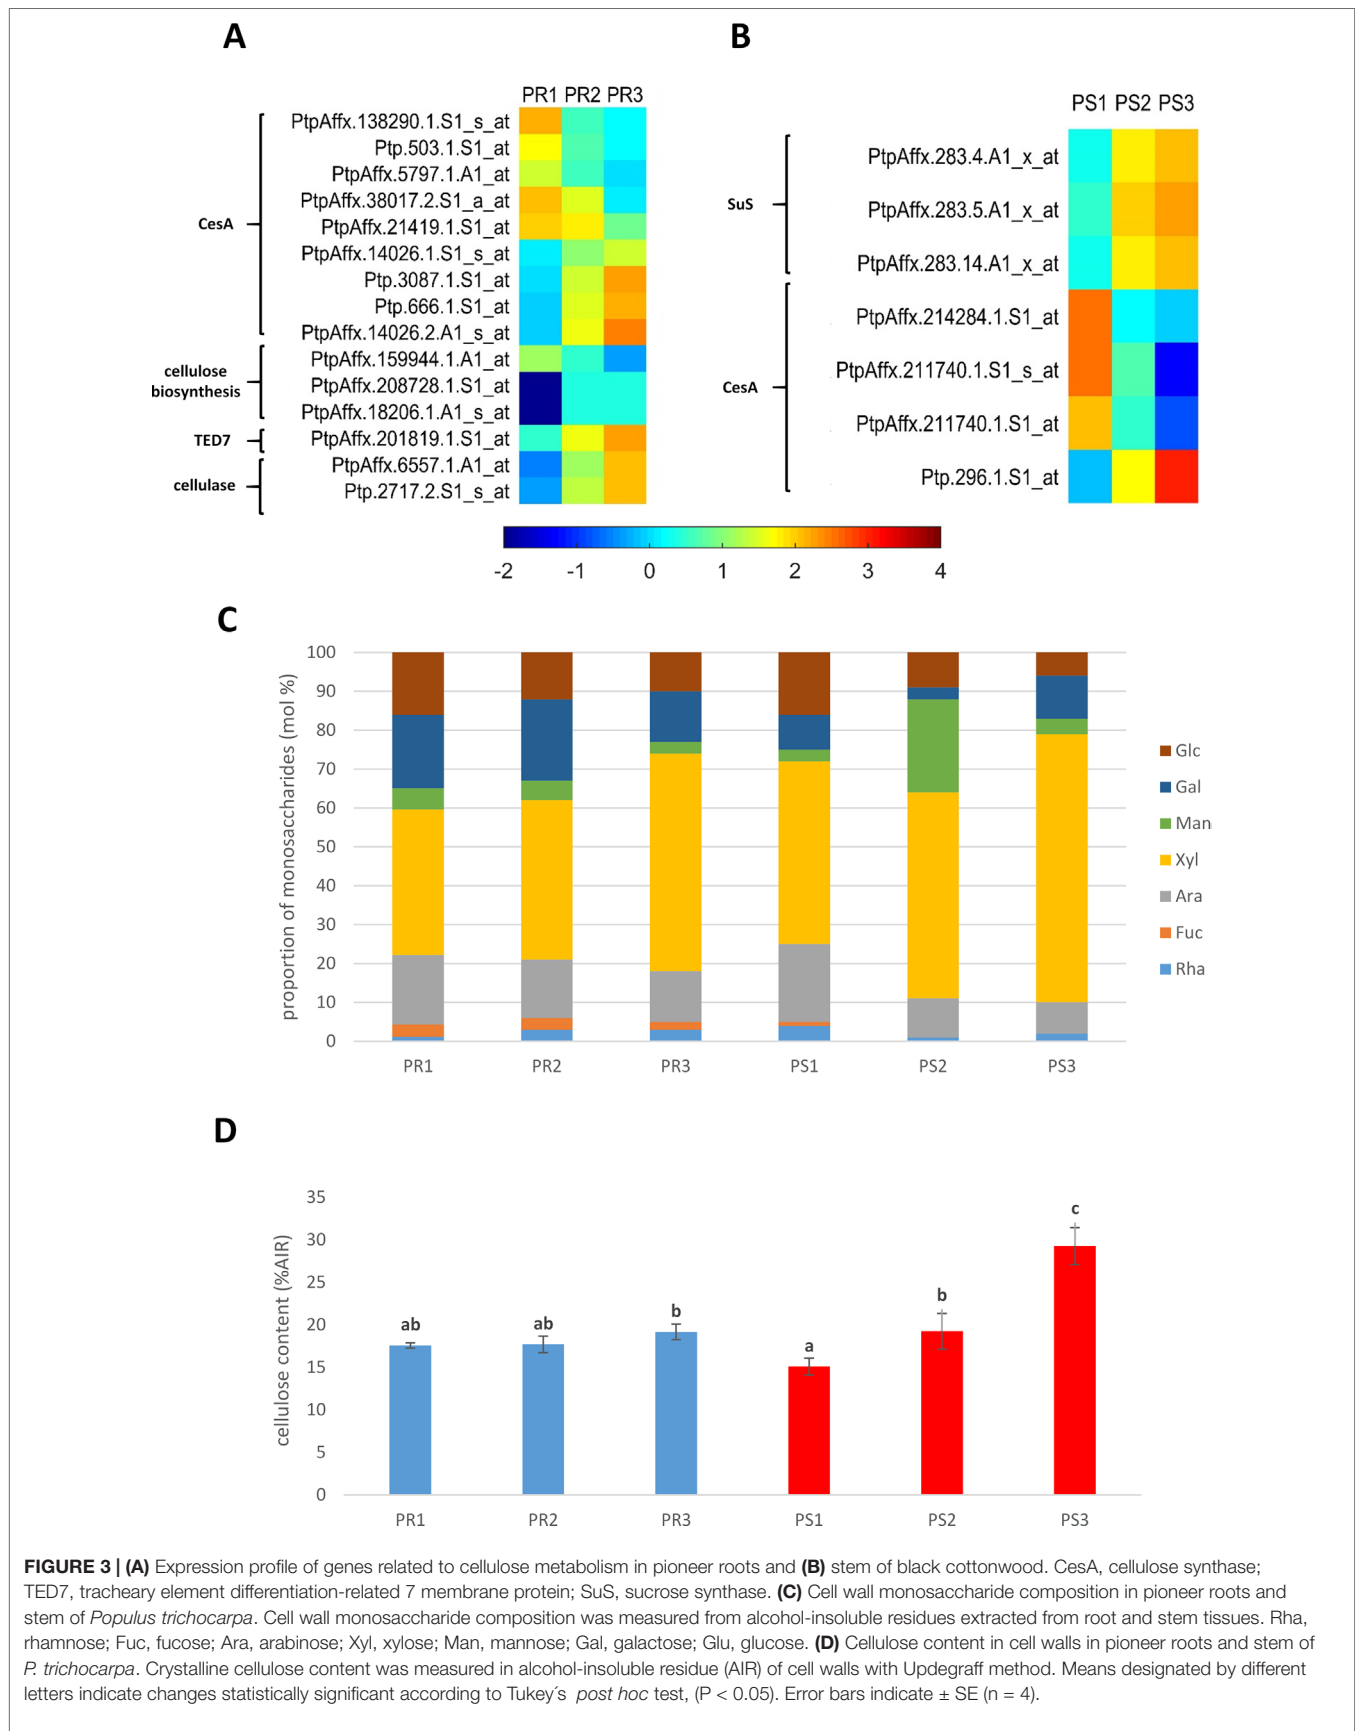 A
B
PR1 PR2 PR3
PtpAffx.138290.1.S1_s_at
Ptp.503.1.S1_at
PtpAffx.5797.1.A1_at
PtpAffx.38017.2.S1_a_at
PtpAffx.21419.1.S1_at
PtpAffx.14026.1.S1_s_at
Ptp.3087.1.S1_at
Ptp.666.1.S1_at
PtpAffx.14026.2.A1_s_at
PtpAffx.159944.1.A1_at
PtpAffx.208728.1.S1_at
PtpAffx.18206.1.A1_s_at
PtpAffx.201819.1.S1_at
PtpAffx.6557.1.A1_at
Ptp.2717.2.S1_s_at
CesA
cellulose
biosynthesis
TED7
cellulase
PS1 PS2 PS3
PtpAffx.283.4.A1_x_at
PtpAffx.283.5.A1_x_at
PtpAffx.283.14.A1_x_at
PtpAffx.214284.1.S1_at
PtpAffx.211740.1.S1_s_at
PtpAffx.211740.1.S1_at
Ptp.296.1.S1_at
SuS
CesA
-2 -1 0 1 2 3 4
C
proportion of monosaccharides (mol %)
100
90
80
70
60
50
40
30
20
10
0
PR1 PR2 PR3 PS1 PS2 PS3
Glc
Gal
Man
Xyl
Ara
Fuc
Rha
D
cellulose content (%AIR)
35
30
25
20
15
10
5
0
ab ab b a b c
PR1 PR2 PR3 PS1 PS2 PS3
FIGURE 3 | (A) Expression profile of genes related to cellulose metabolism in pioneer roots and (B) stem of black cottonwood. CesA, cellulose synthase;
TED7, tracheary element differentiation-related 7 membrane protein; SuS, sucrose synthase. (C) Cell wall monosaccharide composition in pioneer roots and
stem of Populus trichocarpa. Cell wall monosaccharide composition was measured from alcohol-insoluble residues extracted from root and stem tissues. Rha,
rhamnose; Fuc, fucose; Ara, arabinose; Xyl, xylose; Man, mannose; Gal, galactose; Glu, glucose. (D) Cellulose content in cell walls in pioneer roots and stem of
P. trichocarpa. Crystalline cellulose content was measured in alcohol-insoluble residue (AIR) of cell walls with Updegraff method. Means designated by different
letters indicate changes statistically significant according to Tukey´s post hoc test, (P < 0.05). Error bars indicate ± SE (n = 4).